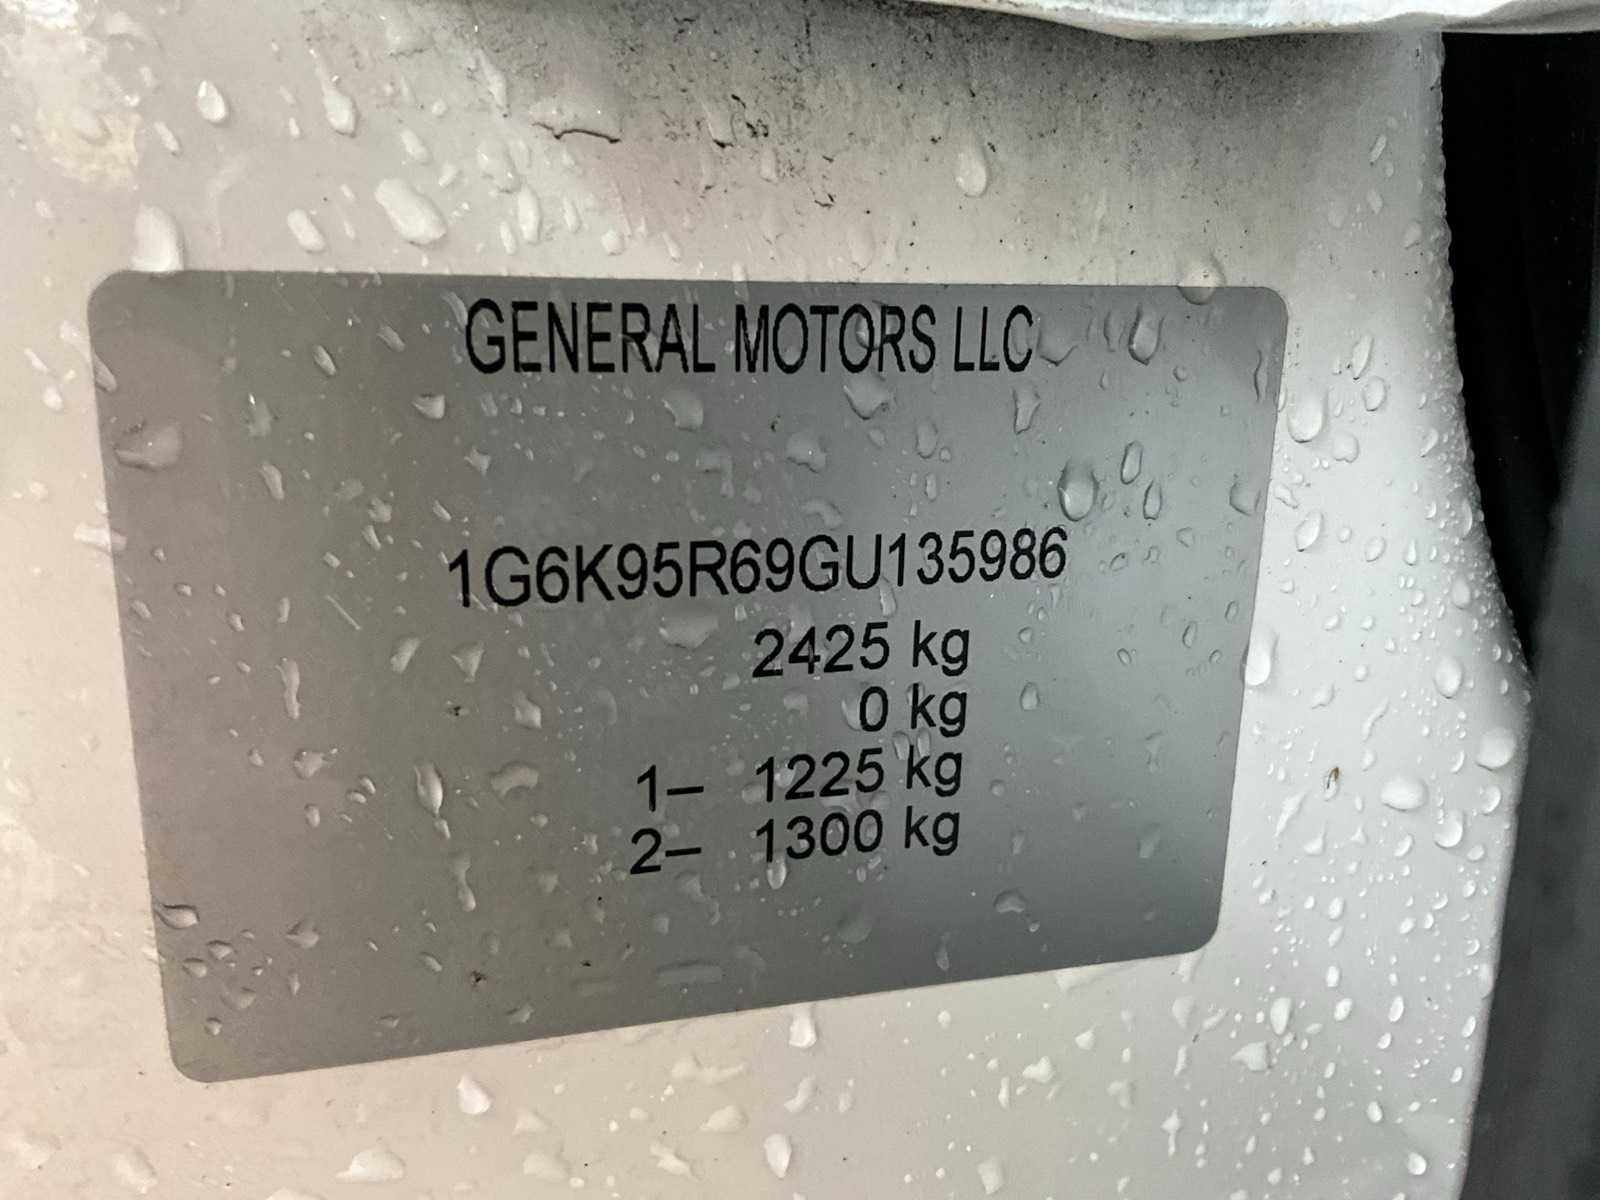 GENERAL MOTORS LLC
1G6K95R69GU135986
2425 kg
0 kg
1– 1225 kg
2– 1300 kg